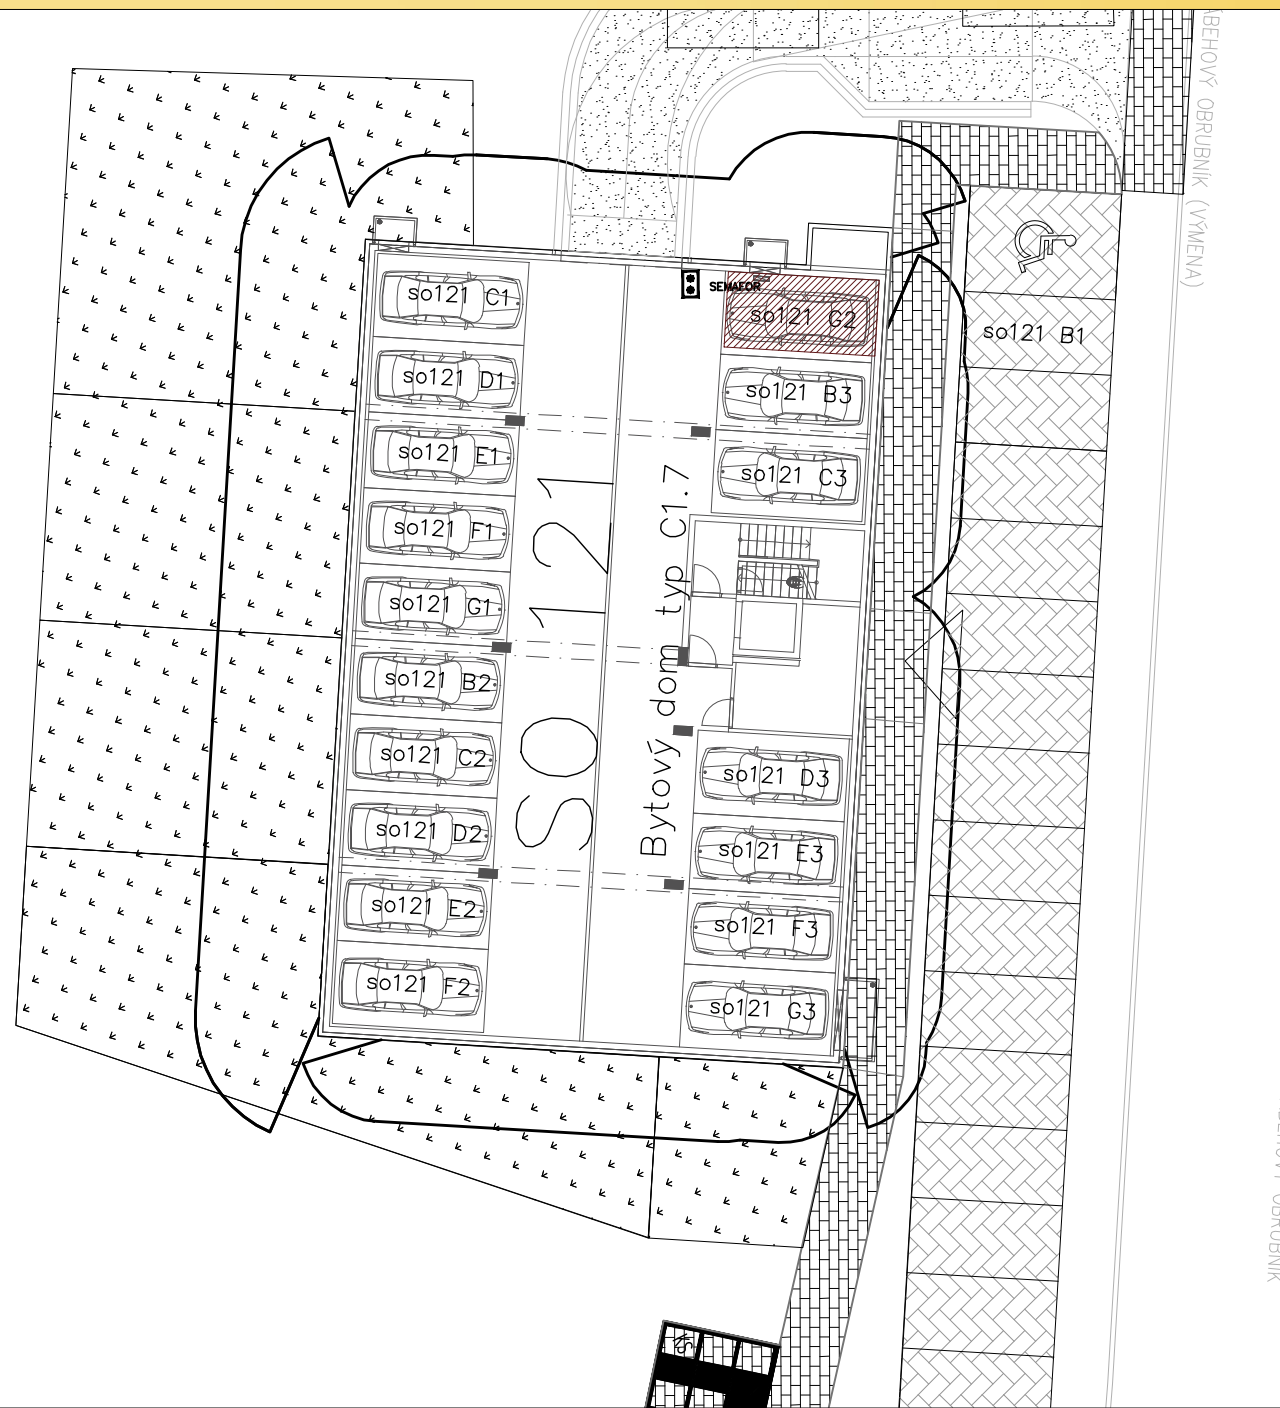 ÁBEHOVÝ OBRUBNÍK (VÝMENA)
SEMAFOR
so121 C1
so121 G2
so121 B1
so121 D1
so121 B3
so121 E1
so121 C3
so121 F1
so121 G1
so121 B2
so121 C2
so121 D3
so121 D2
so121 E3
so121 E2
so121 F3
so121 F2
so121 G3
SO 121
Bytový dom typ C1.7
OBRUBNÍK